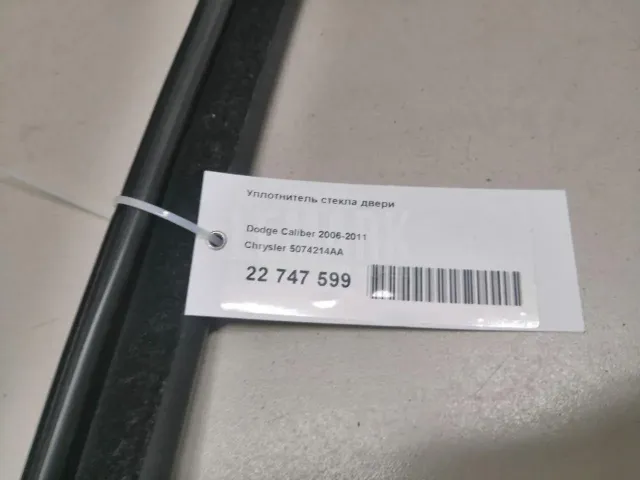 Уплотнитель стекла двери
Dodge Caliber 2006-2011
Chrysler 5074214AA
22 747 599